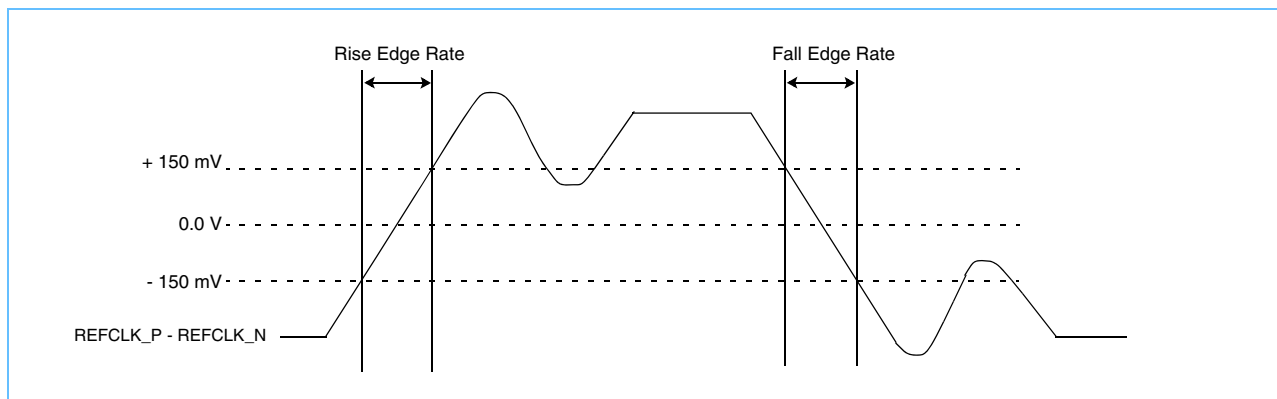 Rise Edge Rate
Fall Edge Rate
+ 150 mV
0.0 V
- 150 mV
REFCLK_P - REFCLK_N